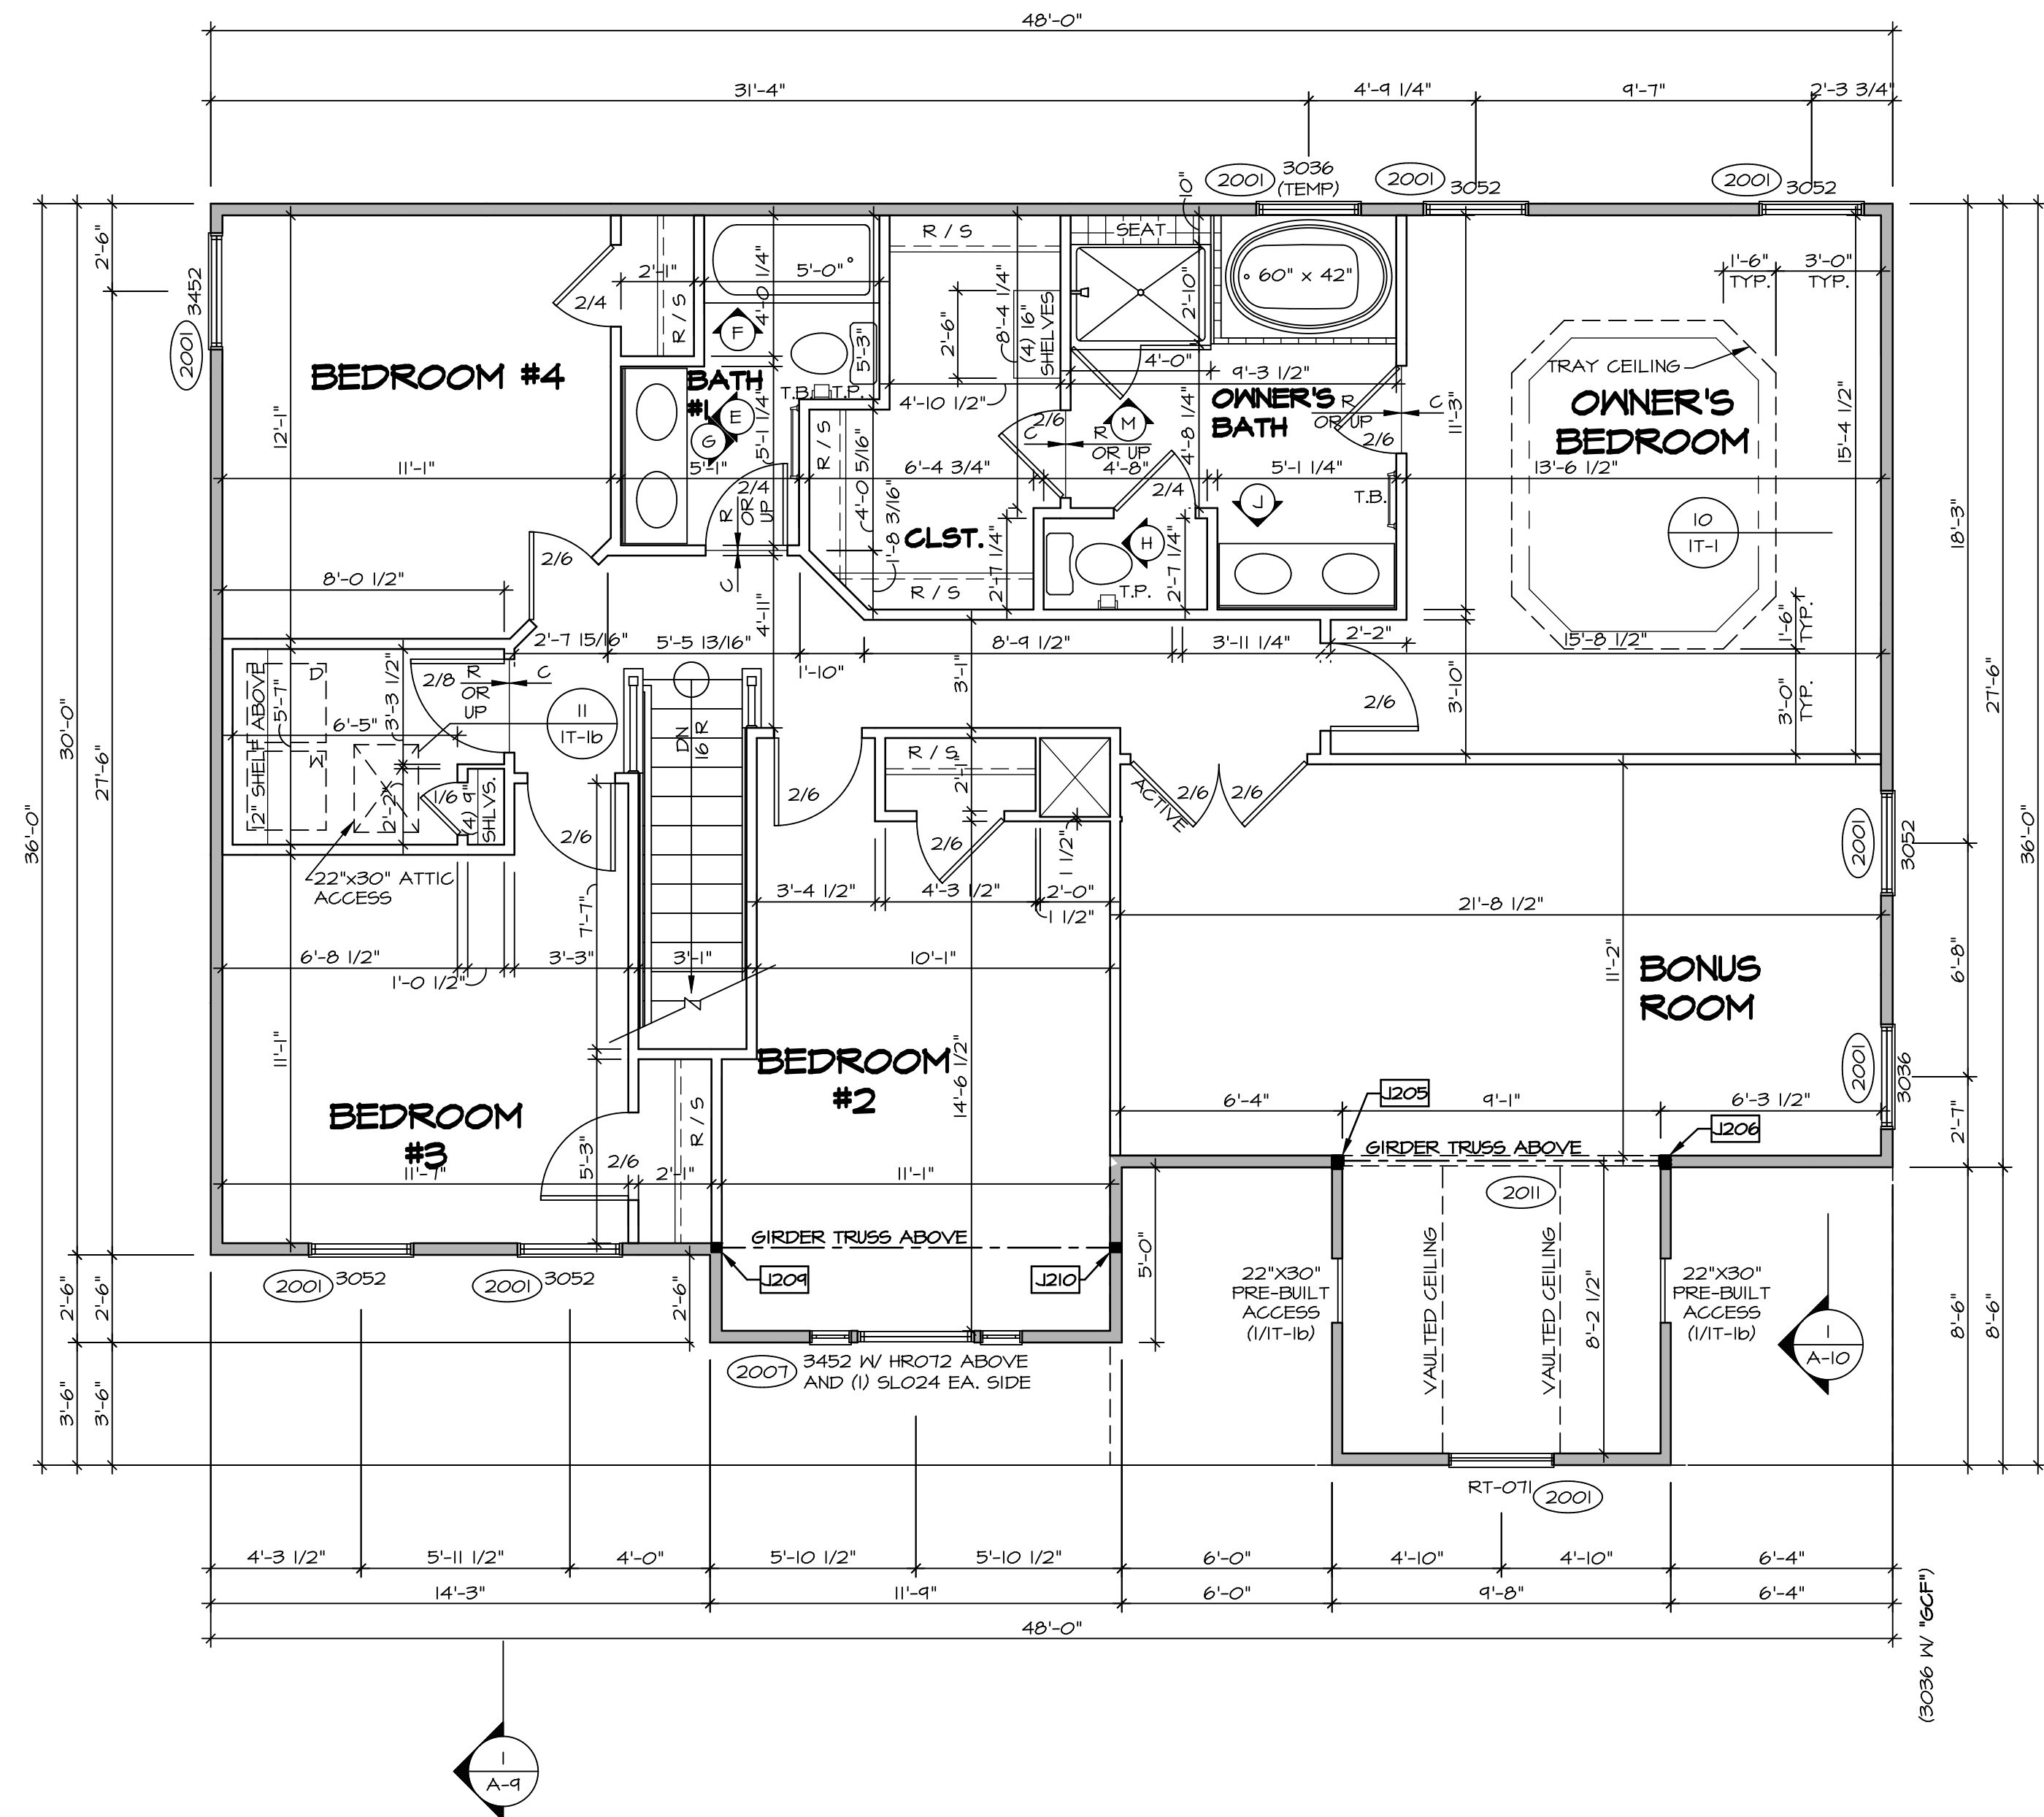 48'-0"
31'-4"
4'-9 1/4"
9'-7"
2'-3 3/4"
2001
3036
(TEMP)
2001
3052
2001
3052
36'-0"
30'-0"
27'-6"
2'-6"
3452
2001
2'-6"
3'-6"
2'-6"
3'-6"
BEDROOM #4
12'-1"
11'-1"
8'-0 1/2"
2/4
2/6
2'-1"
R / S
5'-0"
4'-0 1/4"
F
5'-3"
BATH
#1
T.B.
T.P.
E
G
5'-1 1/4"
5'-1"
2/4
R
OR
UP
C
4'-11"
R / S
R / S
4'-10 1/2"
2'-6"
8'-4 1/4"
(4) 16"
SHELVES
4'-0 5/16"
1'-8 3/16"
6'-4 3/4"
CLST.
R / S
2'-7 1/4"
SEAT
10"
2'-10"
4'-0"
60" x 42"
9'-3 1/2"
2/6
C
R
OR UP
M
4'-8 1/4"
4'-8"
2/4
OWNER'S
BATH
R
OR UP
C
2/6
5'-1 1/4"
J
T.B.
H
T.P.
2'-7 1/4"
11'-3"
TRAY CEILING
OWNER'S
BEDROOM
1'-6"
TYP.
3'-0"
TYP.
15'-4 1/2"
13'-6 1/2"
10
IT-1
1'-6"
TYP.
15'-8 1/2"
3'-0"
TYP.
3'-10"
18'-3"
27'-6"
36'-0"
2'-7 15/16"
5'-5 13/16"
1'-10"
8'-9 1/2"
3'-11 1/4"
2'-2"
3'-1"
2/6
12" SHELF ABOVE
5'-7"
D
W
3'-3 1/2"
6'-5"
2/8
R
OR
UP
C
11
IT-1b
2'-2"
1/6
(4) 9"
SHLVS.
22"x30" ATTIC
ACCESS
2/6
DN
16 R
2/6
R / S
2'-1"
2/6
1 1/2"
ACTIVE
2/6
2/6
3'-4 1/2"
4'-3 1/2"
2'-0"
1 1/2"
7'-7"
6'-8 1/2"
1'-0 1/2"
3'-3"
3'-1"
10'-1"
21'-8 1/2"
11'-2"
BONUS
ROOM
2001
3052
6'-8"
2001
3036
2'-7"
11'-1"
BEDROOM
#3
11'-7"
5'-3"
2/6
2'-1"
R / S
BEDROOM
#2
14'-6 1/2"
11'-1"
GIRDER TRUSS ABOVE
J209
J210
6'-4"
9'-1"
6'-3 1/2"
J205
J206
GIRDER TRUSS ABOVE
2011
5'-0"
2'-6"
2001
3052
2001
3052
2007
3452 W/ HR072 ABOVE
AND (1) SL024 EA. SIDE
22"X30"
PRE-BUILT
ACCESS
(1/IT-1b)
VAULTED CEILING
VAULTED CEILING
8'-2 1/2"
22"X30"
PRE-BUILT
ACCESS
(1/IT-1b)
1
A-10
8'-6"
8'-6"
RT-071
2001
4'-3 1/2"
5'-11 1/2"
4'-0"
5'-10 1/2"
5'-10 1/2"
6'-0"
4'-10"
4'-10"
6'-4"
14'-3"
11'-9"
6'-0"
9'-8"
6'-4"
48'-0"
(3036 W/ "GCF")
1
A-9